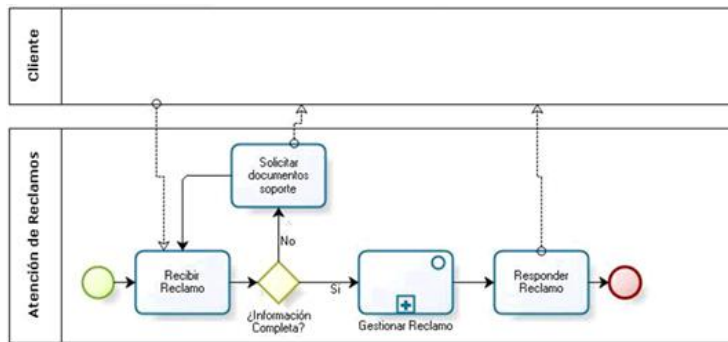 Cliente
Atención de Reclamos
Solicitar
documentos
soporte
No
Recibir
Reclamo
¿Información
Completa?
Si
Gestionar Reclamo
Responder
Reclamo